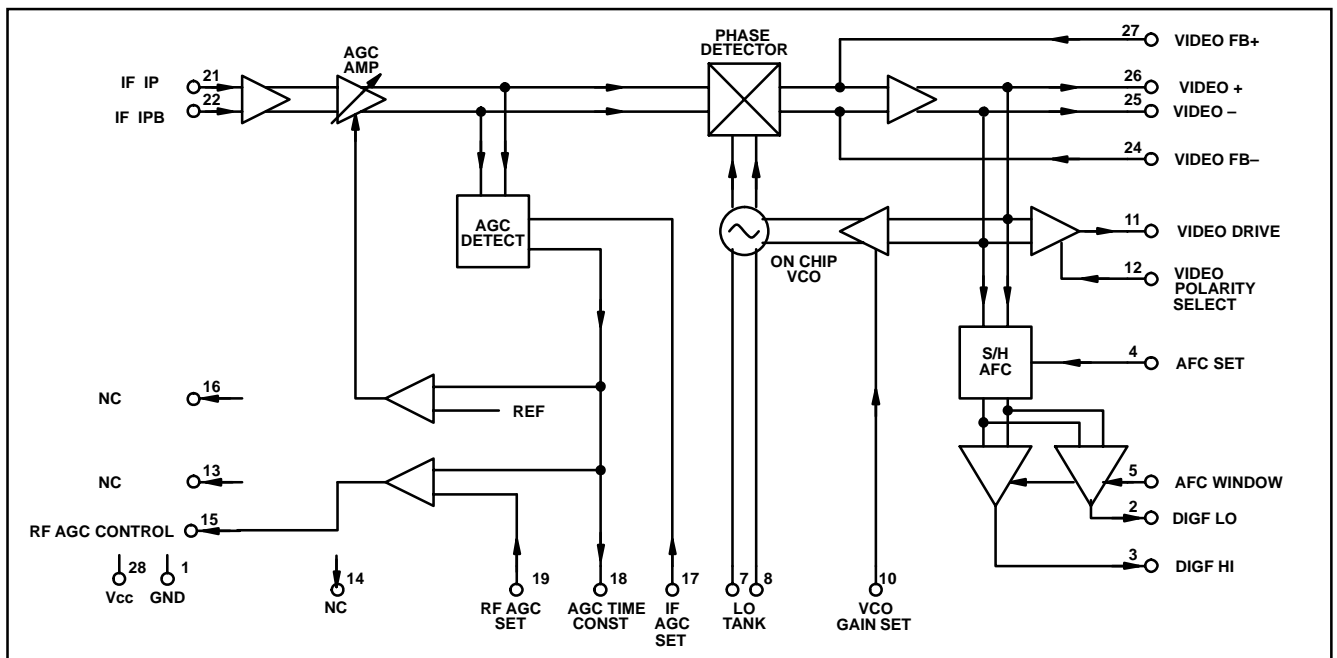 PHASE
DETECTOR
27
VIDEO FB+
AGC
AMP
IF IP
21
26
VIDEO +
IF IPB
22
25
VIDEO –
24
VIDEO FB–
AGC
DETECT
11
VIDEO DRIVE
ON CHIP
VCO
12
VIDEO
POLARITY
SELECT
S/H
AFC
4
AFC SET
NC
16
REF
NC
13
5
AFC WINDOW
RF AGC CONTROL
15
2
DIGF LO
3
DIGF HI
28
Vcc
1
GND
14
NC
19
RF AGC
SET
18
AGC TIME
CONST
17
IF
AGC
SET
7
8
LO
TANK
10
VCO
GAIN SET